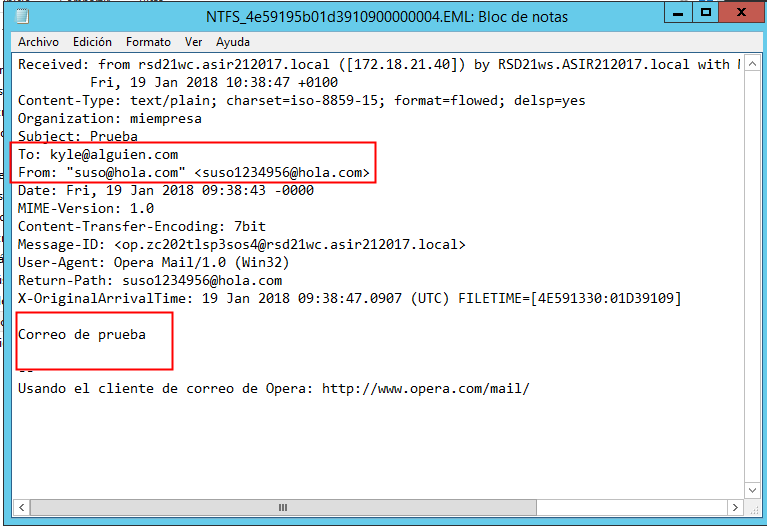 NTFS_4e59195b01d3910900000004.EML: Bloc de notas
Archivo Edición Formato Ver Ayuda
Received: from rsd21wc.asir212017.local ([172.18.21.40]) by RSD21ws.ASIR212017.local with
Fri, 19 Jan 2018 10:38:47 +0100
Content-Type: text/plain; charset=iso-8859-15; format=flowed; delsp=yes
Organization: miempresa
Subject: Prueba
To: kyle@alguien.com
From: "suso@hola.com" <suso1234956@hola.com>
Date: Fri, 19 Jan 2018 09:38:43 -0000
MIME-Version: 1.0
Content-Transfer-Encoding: 7bit
Message-ID: <op.zc202tlsp3sos4@rsd21wc.asir212017.local>
User-Agent: Opera Mail/1.0 (Win32)
Return-Path: suso1234956@hola.com
X-OriginalArrivalTime: 19 Jan 2018 09:38:47.0907 (UTC) FILETIME=[4E591330:01D39109]
Correo de prueba
--
Usando el cliente de correo de Opera: http://www.opera.com/mail/